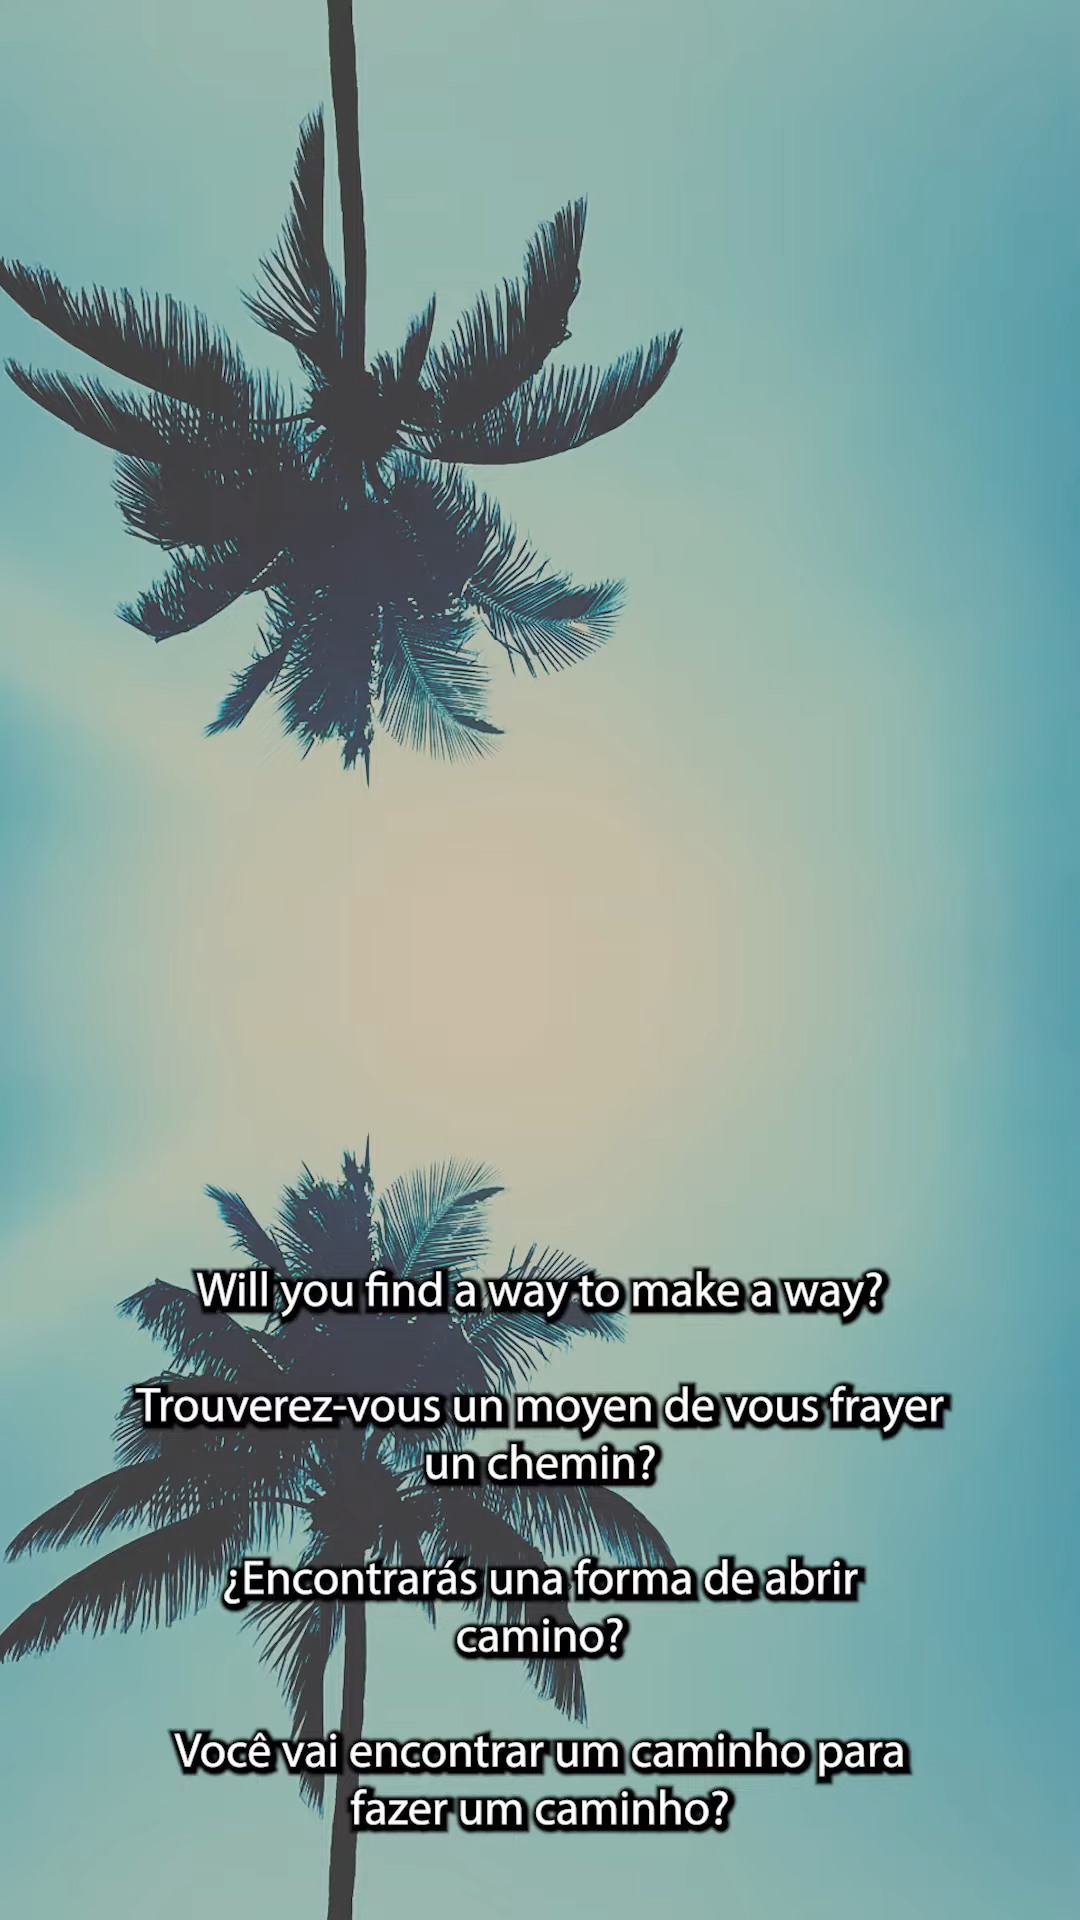 Will you find a way to make a way?
Trouverez-vous un moyen de vous frayer
un chemin?
¿Encontrarás una forma de abrir
camino?
Você vai encontrar um caminho para
fazer um caminho?